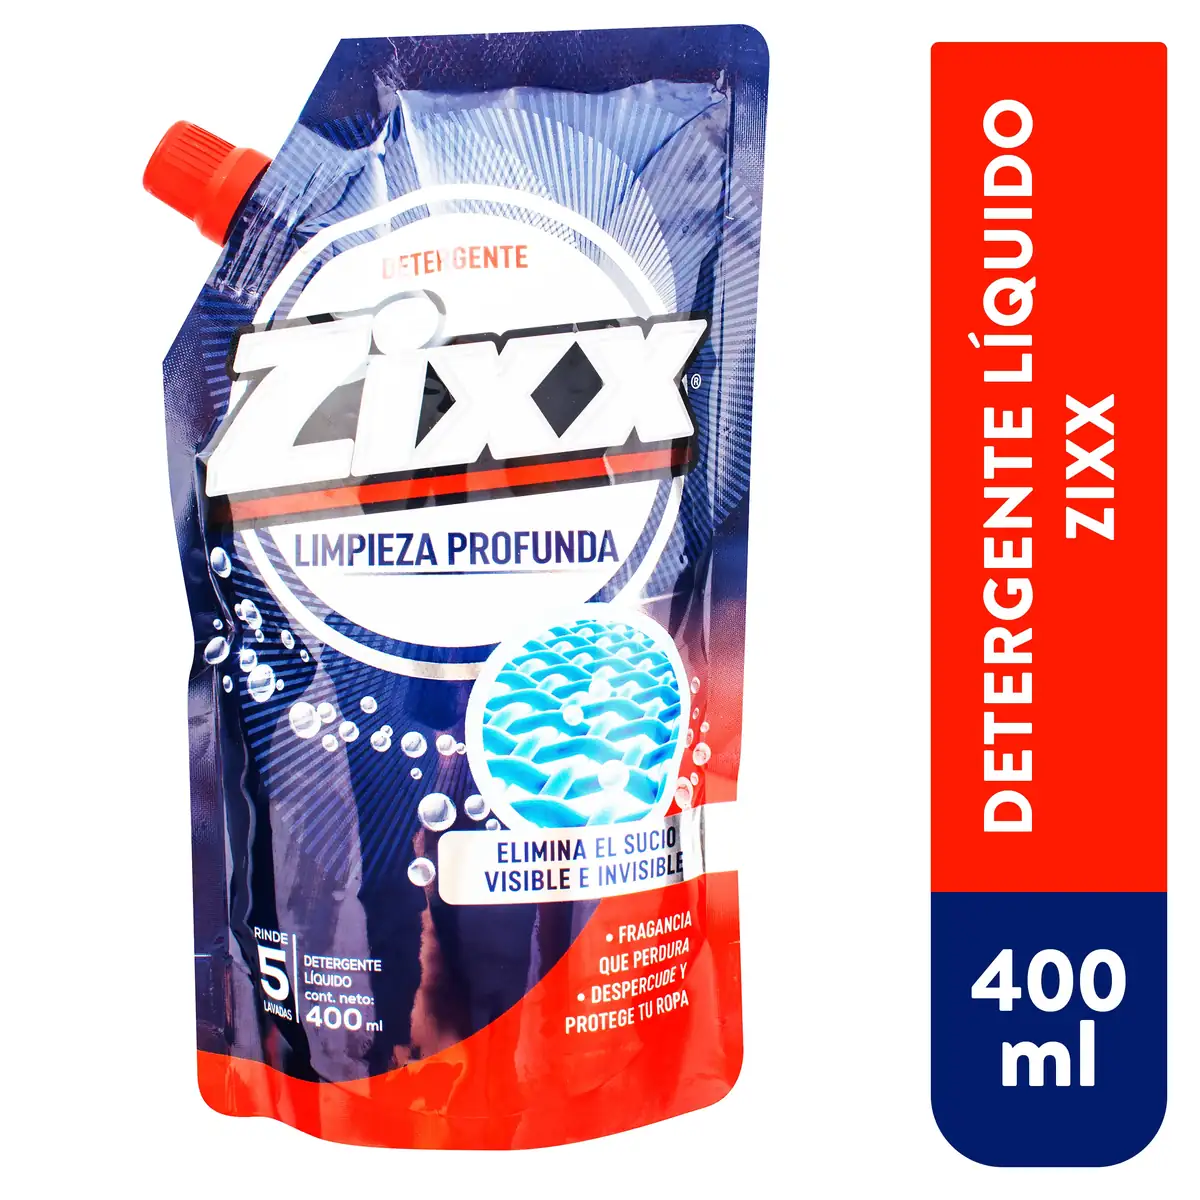 DETERGENTE
Zixx®
LIMPIEZA PROFUNDA
ELIMINA EL SUCIO
VISIBLE E INVISIBLE
• FRAGANCIA
QUE PERDURA
• DESPERCUDE Y
PROTEGE TU ROPA
RINDE
5
LAVADAS
DETERGENTE
LÍQUIDO
cont. neto:
400 ml
DETERGENTE LÍQUIDO
ZIXX
400
ml